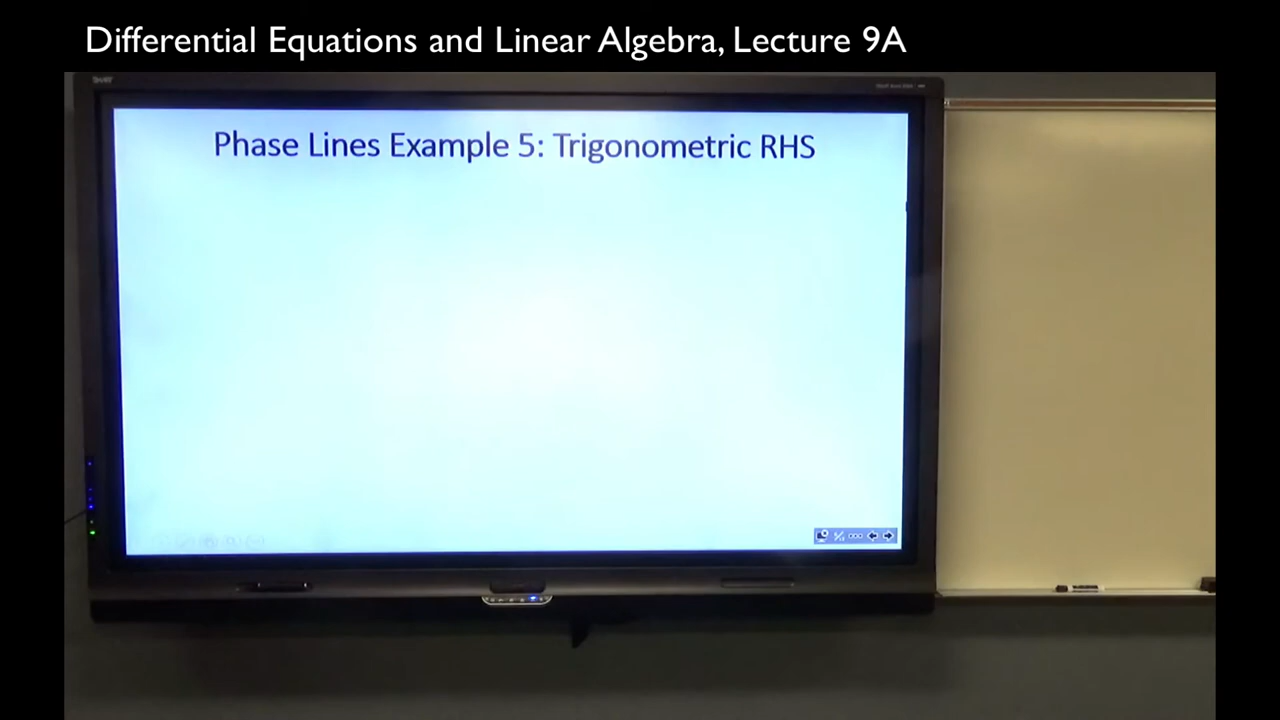 Differential Equations and Linear Algebra, Lecture 9A
Phase Lines Example 5: Trigonometric RHS